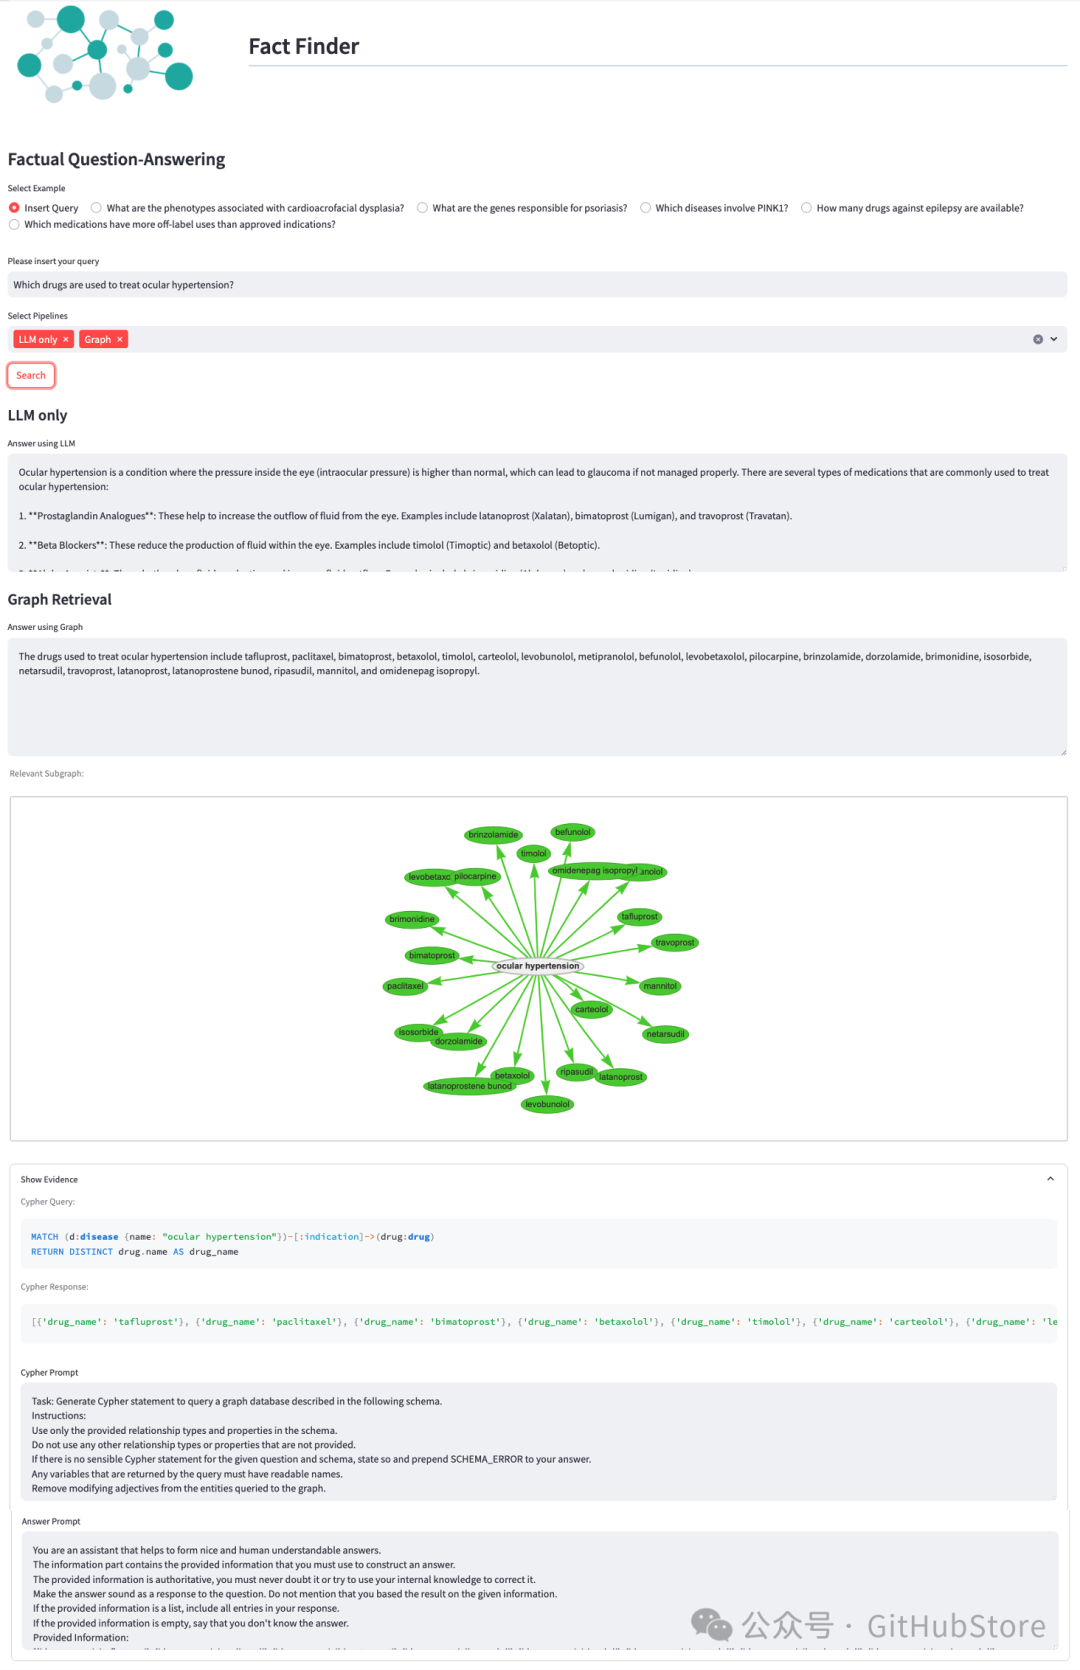 Fact Finder
Factual Question-Answering
Select Example
Insert Query What are the phenotypes associated with cardioacrofacial dysplasia? What are the genes responsible for psoriasis? Which diseases involve PINK1? How many drugs against epilepsy are available?
Which medications have more off-label uses than approved indications?
Please insert your query
Which drugs are used to treat ocular hypertension?
Select Pipelines
LLM only × Graph ×
Search
LLM only
Answer using LLM
Ocular hypertension is a condition where the pressure inside the eye (intraocular pressure) is higher than normal, which can lead to glaucoma if not managed properly. There are several types of medications that are commonly used to treat
ocular hypertension:
1. **Prostaglandin Analogues**: These help to increase the outflow of fluid from the eye. Examples include latanoprost (Xalatan), bimatoprost (Lumigan), and travoprost (Travatan).
2. **Beta Blockers**: These reduce the production of fluid within the eye. Examples include timolol (Timoptic) and betaxolol (Betoptic).
Graph Retrieval
Answer using Graph
The drugs used to treat ocular hypertension include tafluprost, paclitaxel, bimatoprost, betaxolol, timolol, carteolol, levobunolol, metipranolol, befunolol, levobetaxolol, pilocarpine, brinzolamide, dorzolamide, brimonidine, isosorbide,
netarsudil, travoprost, latanoprost, latanoprostene bunod, ripasudil, mannitol, and omidenepag isopropyl.
Relevant Subgraph:
brinzolamide
befunolol
timolol
omidenepag isopropyl anolol
levobetaxo pilocarpine
brimonidine
tafluprost
travoprost
bimatoprost
ocular hypertension
paclitaxel
mannitol
carteolol
isosorbide
netarsudil
dorzolamide
ripasudil
betaxolol
latanoprost
latanoprostene bunod
levobunolol
Show Evidence
Cypher Query:
MATCH (d:disease {name: "ocular hypertension"})-[:indication]->(drug:drug)
RETURN DISTINCT drug.name AS drug_name
Cypher Response:
[{'drug_name': 'tafluprost'}, {'drug_name': 'paclitaxel'}, {'drug_name': 'bimatoprost'}, {'drug_name': 'betaxolol'}, {'drug_name': 'timolol'}, {'drug_name': 'carteolol'}, {'drug_name': 'le
Cypher Prompt
Task: Generate Cypher statement to query a graph database described in the following schema.
Instructions:
Use only the provided relationship types and properties in the schema.
Do not use any other relationship types or properties that are not provided.
If there is no sensible Cypher statement for the given question and schema, state so and prepend SCHEMA_ERROR to your answer.
Any variables that are returned by the query must have readable names.
Remove modifying adjectives from the entities queried to the graph.
Answer Prompt
You are an assistant that helps to form nice and human understandable answers.
The information part contains the provided information that you must use to construct an answer.
The provided information is authoritative, you must never doubt it or try to use your internal knowledge to correct it.
Make the answer sound as a response to the question. Do not mention that you based the result on the given information.
If the provided information is a list, include all entries in your response.
If the provided information is empty, say that you don't know the answer.
Provided Information:
公众号 · GitHubStore